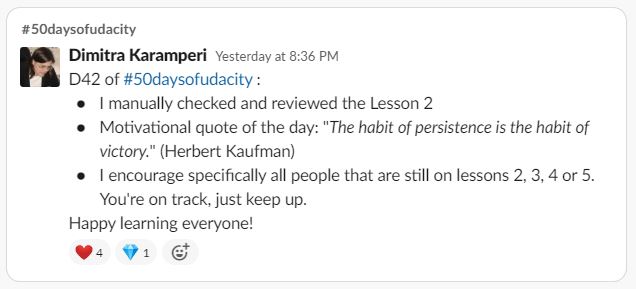 #50daysofudacity
Dimitra Karamperi Yesterday at 8:36 PM
D42 of #50daysofudacity :
• I manually checked and reviewed the Lesson 2
• Motivational quote of the day: "The habit of persistence is the habit of
victory." (Herbert Kaufman)
• I encourage specifically all people that are still on lessons 2, 3, 4 or 5.
You're on track, just keep up.
Happy learning everyone!
4 1